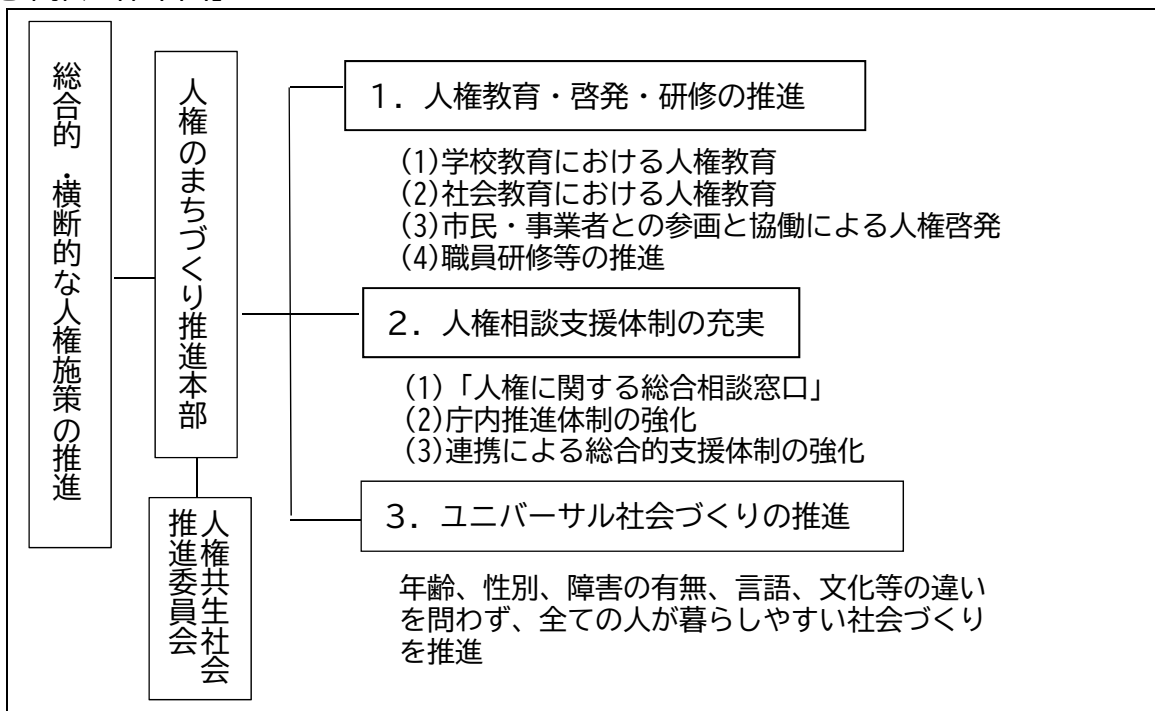 総合的・横断的な人権施策の推進
人権のまちづくり推進本部
人権共生社会
推進委員会
1．人権教育・啓発・研修の推進
(1)学校教育における人権教育
(2)社会教育における人権教育
(3)市民・事業者との参画と協働による人権啓発
(4)職員研修等の推進
2．人権相談支援体制の充実
(1)「人権に関する総合相談窓口」
(2)庁内推進体制の強化
(3)連携による総合的支援体制の強化
3．ユニバーサル社会づくりの推進
年齢、性別、障害の有無、言語、文化等の違い
を問わず、全ての人が暮らしやすい社会づくり
を推進